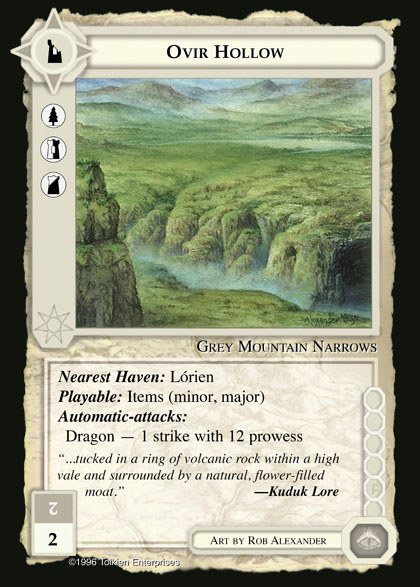 Ovir Hollow
Alexander 1996
Grey Mountain Narrows
Nearest Haven: Lórien
Playable: Items (minor, major)
Automatic-attacks:
Dragon — 1 strike with 12 prowess
“...tucked in a ring of volcanic rock within a high
vale and surrounded by a natural, flower-filled
moat.” —Kuduk Lore
2
2
Art by Rob Alexander
©1996 Tolkien Enterprises